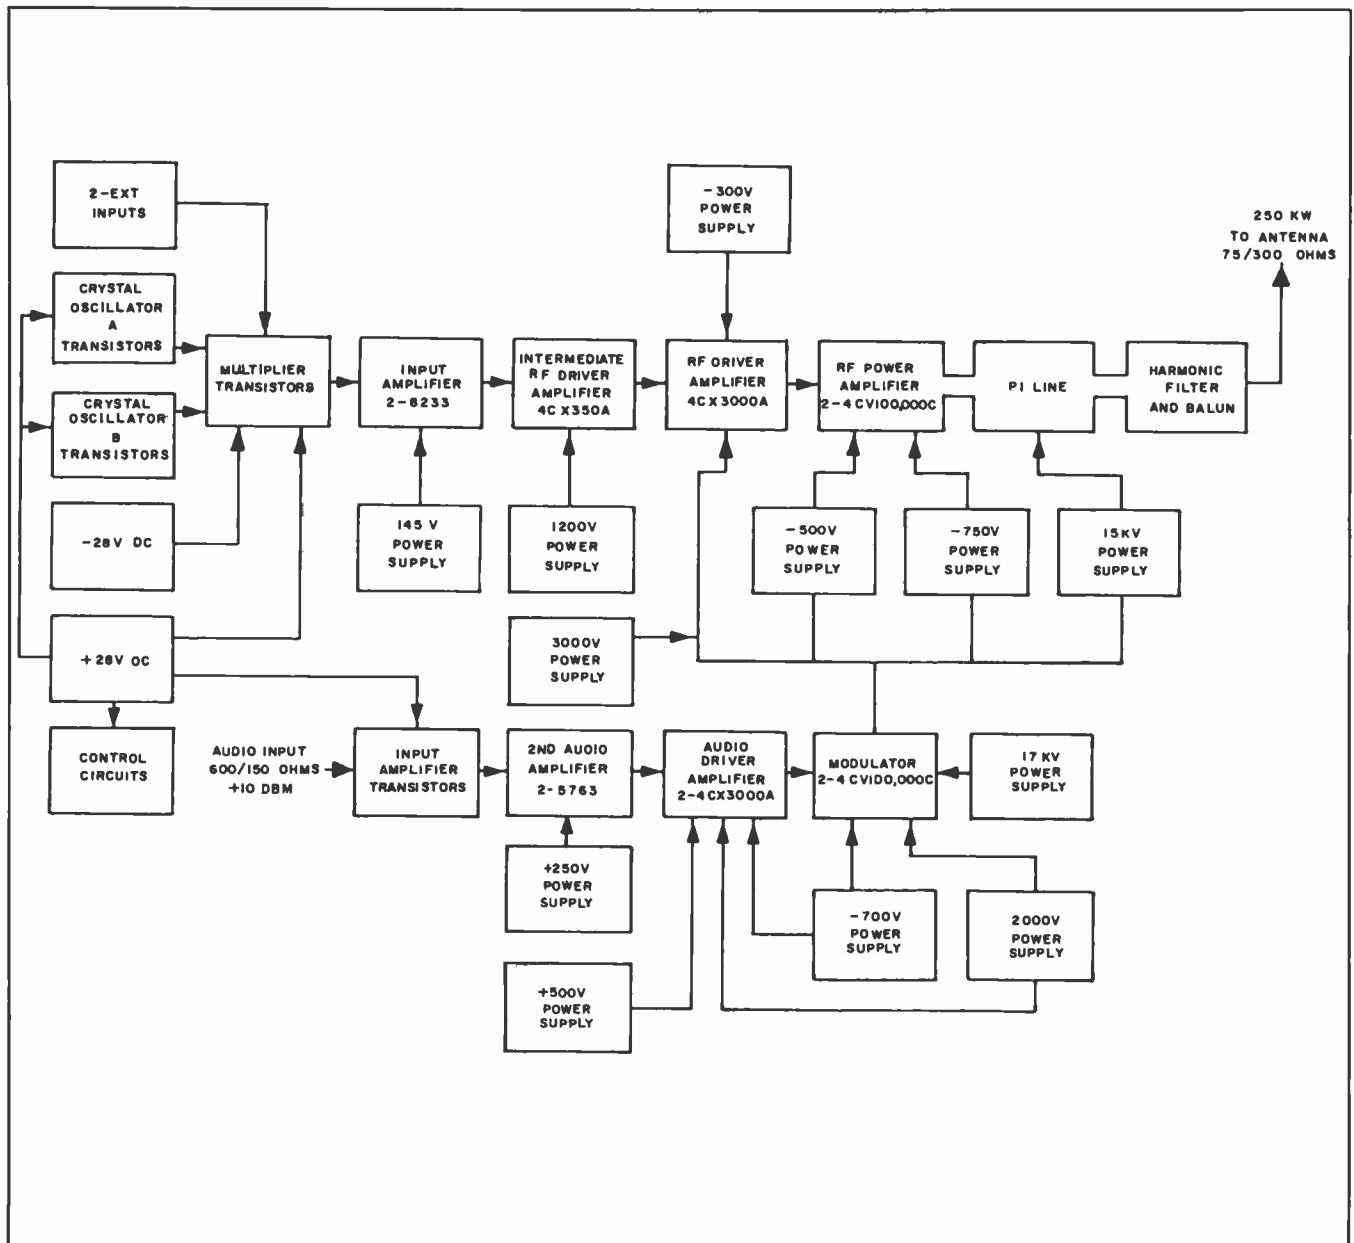 2-EXT
INPUTS
-300V
POWER
SUPPLY
250 KW
TO ANTENNA
75/300 OHMS
CRYSTAL
OSCILLATOR
A
TRANSISTORS
MULTIPLIER
TRANSISTORS
INPUT
AMPLIFIER
2-8233
INTERMEDIATE
RF DRIVER
AMPLIFIER
4CX350A
RF DRIVER
AMPLIFIER
4CX3000A
RF POWER
AMPLIFIER
2-4CV100,000C
PI LINE
HARMONIC
FILTER
AND BALUN
CRYSTAL
OSCILLATOR
B
TRANSISTORS
-28V DC
145 V
POWER
SUPPLY
1200V
POWER
SUPPLY
-500V
POWER
SUPPLY
-750V
POWER
SUPPLY
15KV
POWER
SUPPLY
+28V DC
3000V
POWER
SUPPLY
CONTROL
CIRCUITS
AUDIO INPUT
600/150 OHMS
+10 DBM
INPUT
AMPLIFIER
TRANSISTORS
2ND AUDIO
AMPLIFIER
2-5763
AUDIO
DRIVER
AMPLIFIER
2-4CX3000A
MODULATOR
2-4CV100,000C
17 KV
POWER
SUPPLY
+250V
POWER
SUPPLY
-700V
POWER
SUPPLY
2000V
POWER
SUPPLY
+500V
POWER
SUPPLY